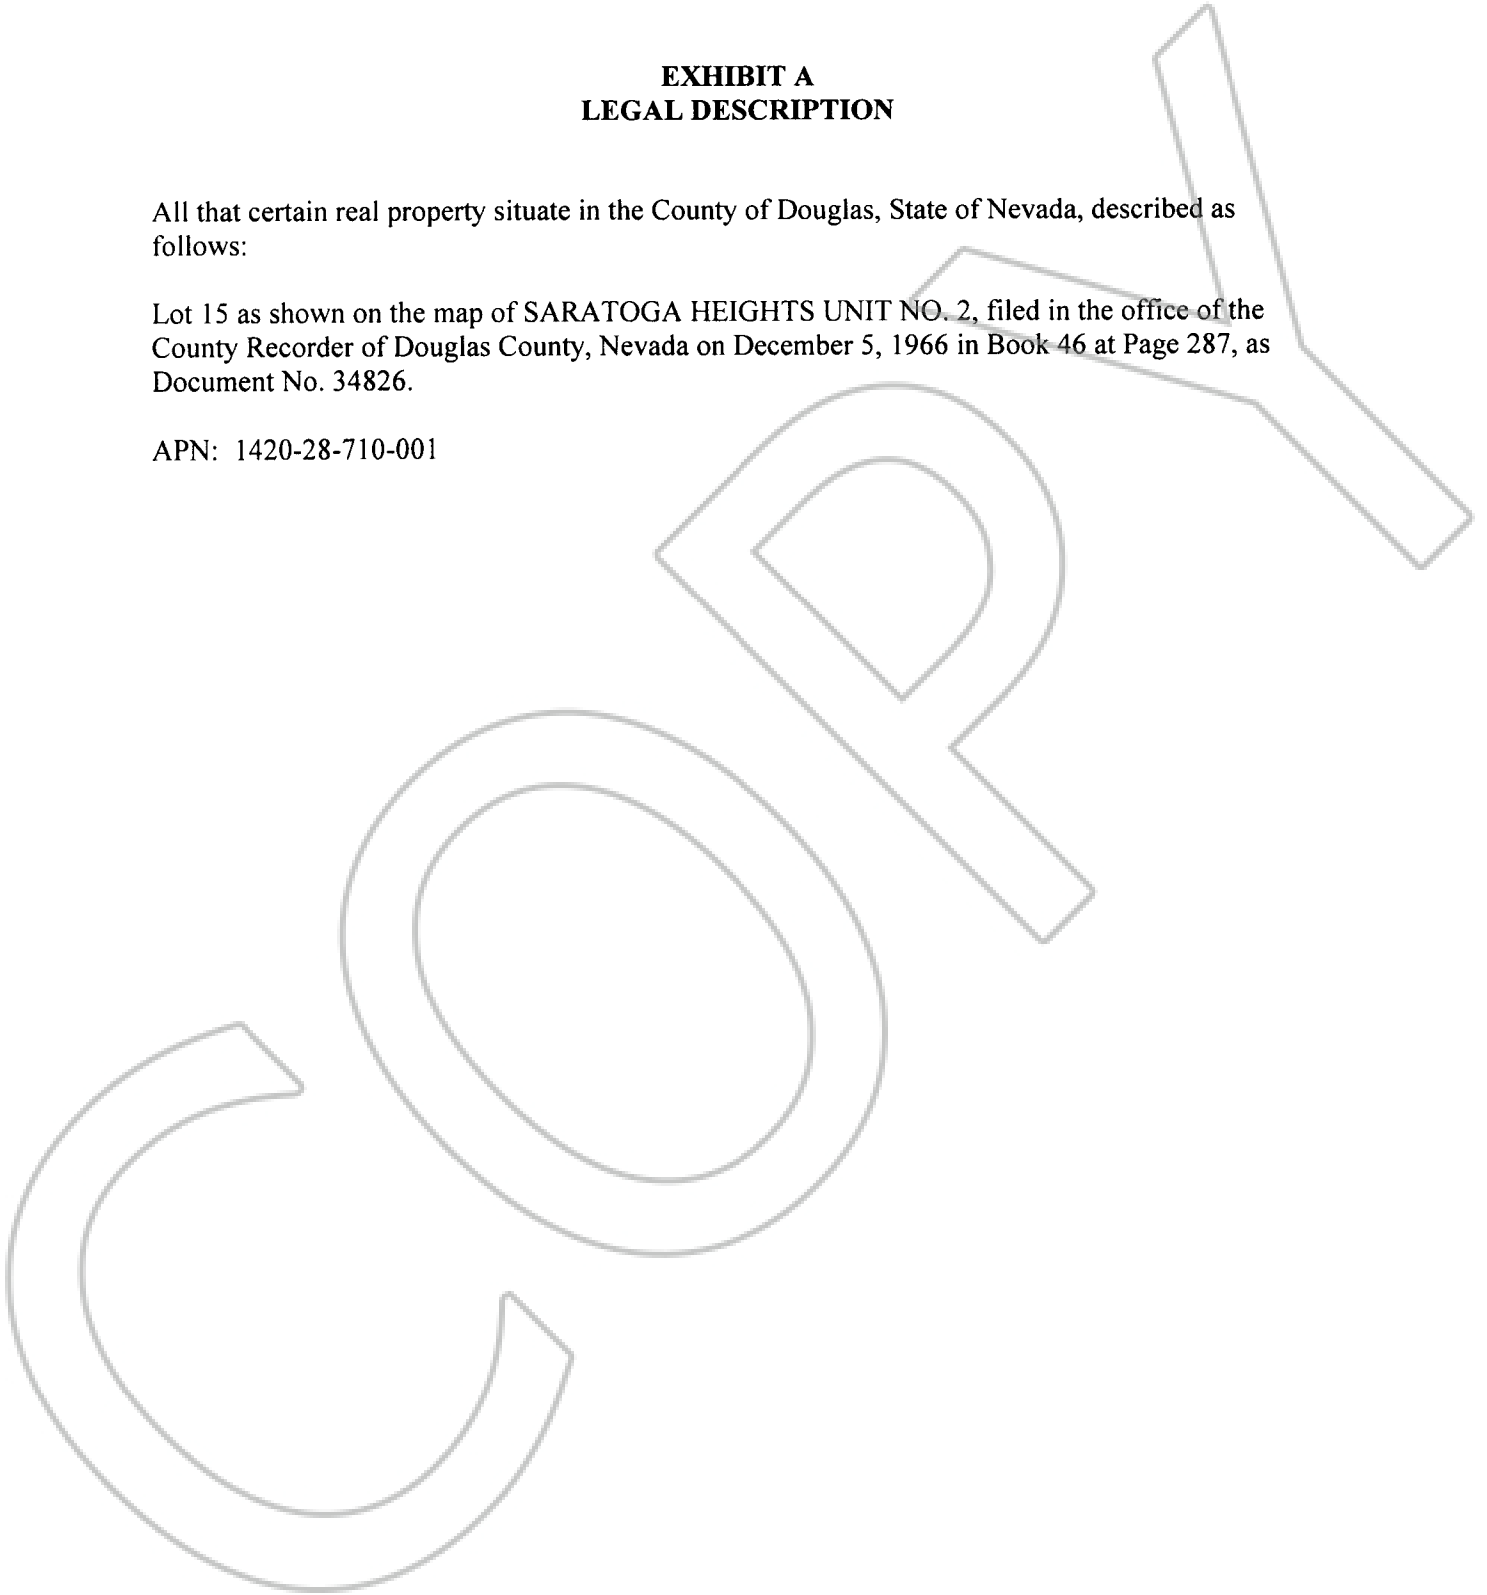 EXHIBIT A
LEGAL DESCRIPTION
All that certain real property situate in the County of Douglas, State of Nevada, described as
follows:
Lot 15 as shown on the map of SARATOGA HEIGHTS UNIT NO. 2, filed in the office of the
County Recorder of Douglas County, Nevada on December 5, 1966 in Book 46 at Page 287, as
Document No. 34826.
APN: 1420-28-710-001
COPY